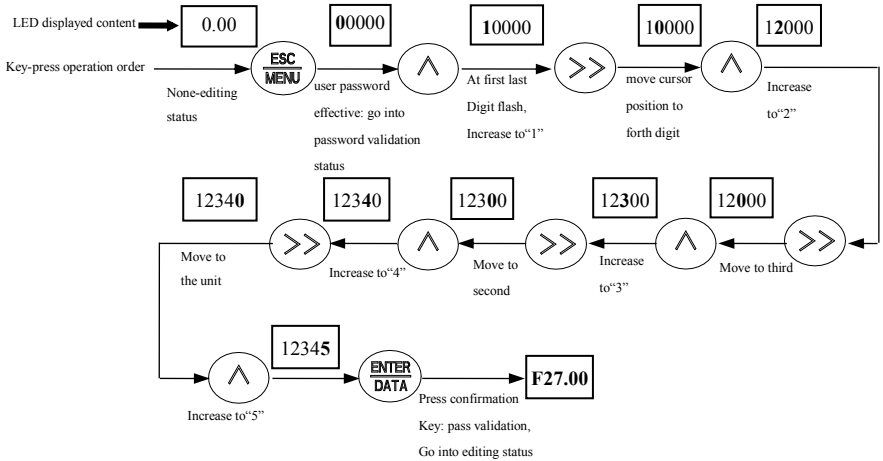 LED displayed content
0.00
00000
10000
10000
12000
Key-press operation order
ESC
MENU
None-editing
status
user password
effective: go into
password validation
status
At first last
Digit flash,
Increase to“1”
move cursor
position to
forth digit
Increase
to“2”
12340
12340
12300
12300
12000
Move to
the unit
Increase to“4”
Move to
second
Increase
to“3”
Move to third
12345
ENTER
DATA
F27.00
Increase to“5”
Press confirmation
Key: pass validation,
Go into editing status